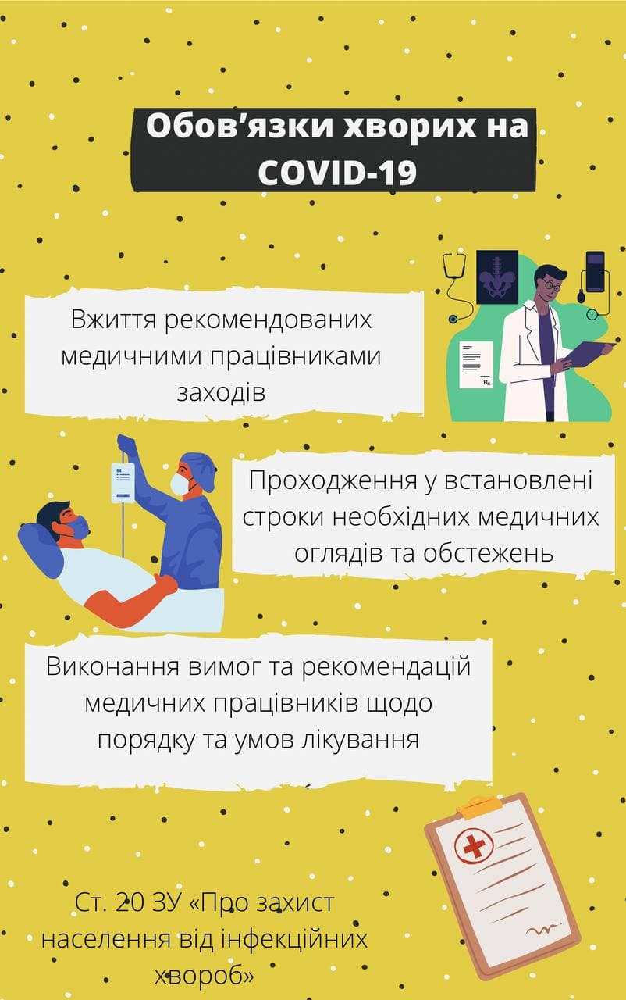 Обов’язки хворих на
COVID-19
Вжиття рекомендованих
медичними працівниками
заходів
Rx
Проходження у встановлені
строки необхідних медичних
оглядів та обстежень
Виконання вимог та рекомендацій
медичних працівників щодо
порядку та умов лікування
Ст. 20 ЗУ «Про захист
населення від інфекційних
хвороб»